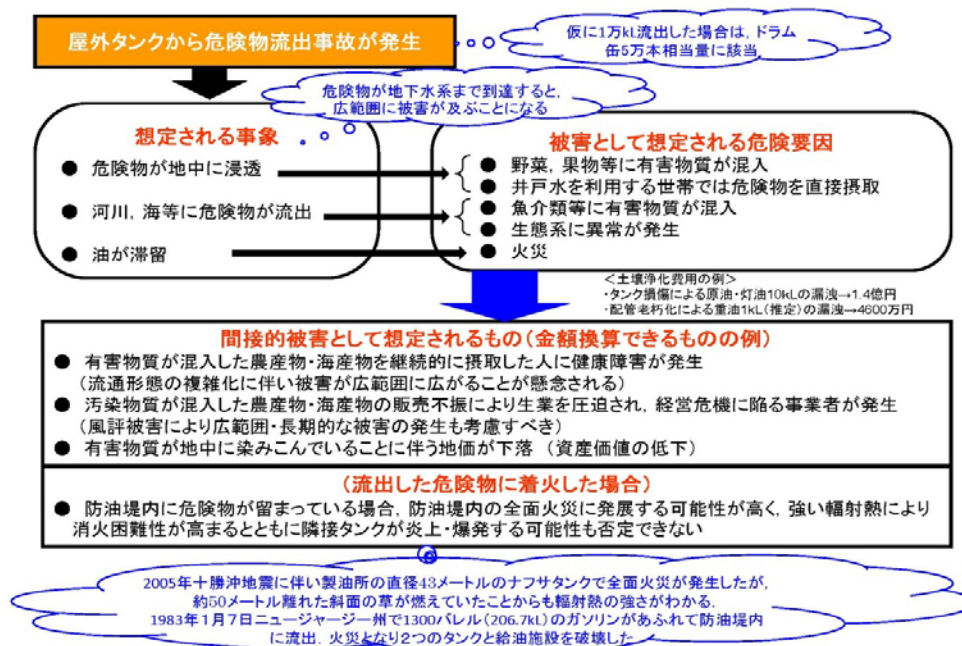 屋外タンクから危険物流出事故が発生
仮に1万kL流出した場合は，ドラム
缶5万本相当量に該当
危険物が地下水系まで到達すると，
広範囲に被害が及ぶことになる
想定される事象
● 危険物が地中に浸透
● 河川，海等に危険物が流出
● 油が滞留
被害として想定される危険要因
● 野菜，果物等に有害物質が混入
● 井戸水を利用する世帯では危険物を直接摂取
● 魚介類等に有害物質が混入
● 生態系に異常が発生
● 火災
＜土壌浄化費用の例＞
・タンク損傷による原油・灯油10kLの漏洩→1.4億円
・配管老朽化による重油1kL（推定）の漏洩→4600万円
間接的被害として想定されるもの（金額換算できるものの例）
● 有害物質が混入した農産物・海産物を継続的に摂取した人に健康障害が発生
（流通形態の複雑化に伴い被害が広範囲に広がることが懸念される）
● 汚染物質が混入した農産物・海産物の販売不振により生業を圧迫され，経営危機に陥る事業者が発生
（風評被害により広範囲・長期的な被害の発生も考慮すべき）
● 有害物質が地中に染みこんでいることに伴う地価が下落 （資産価値の低下）
（流出した危険物に着火した場合）
● 防油堤内に危険物が留まっている場合，防油堤内の全面火災に発展する可能性が高く，強い輻射熱により
消火困難性が高まるとともに隣接タンクが炎上・爆発する可能性も否定できない
2005年十勝沖地震に伴い製油所の直径43メートルのナフサタンクで全面火災が発生したが，
約50メートル離れた斜面の草が燃えていたことからも輻射熱の強さがわかる．
1983年1月7日ニュージャージー州で1300バレル（206.7kL）のガソリンがあふれて防油堤内
に流出．火災となり2つのタンクと給油施設を破壊した